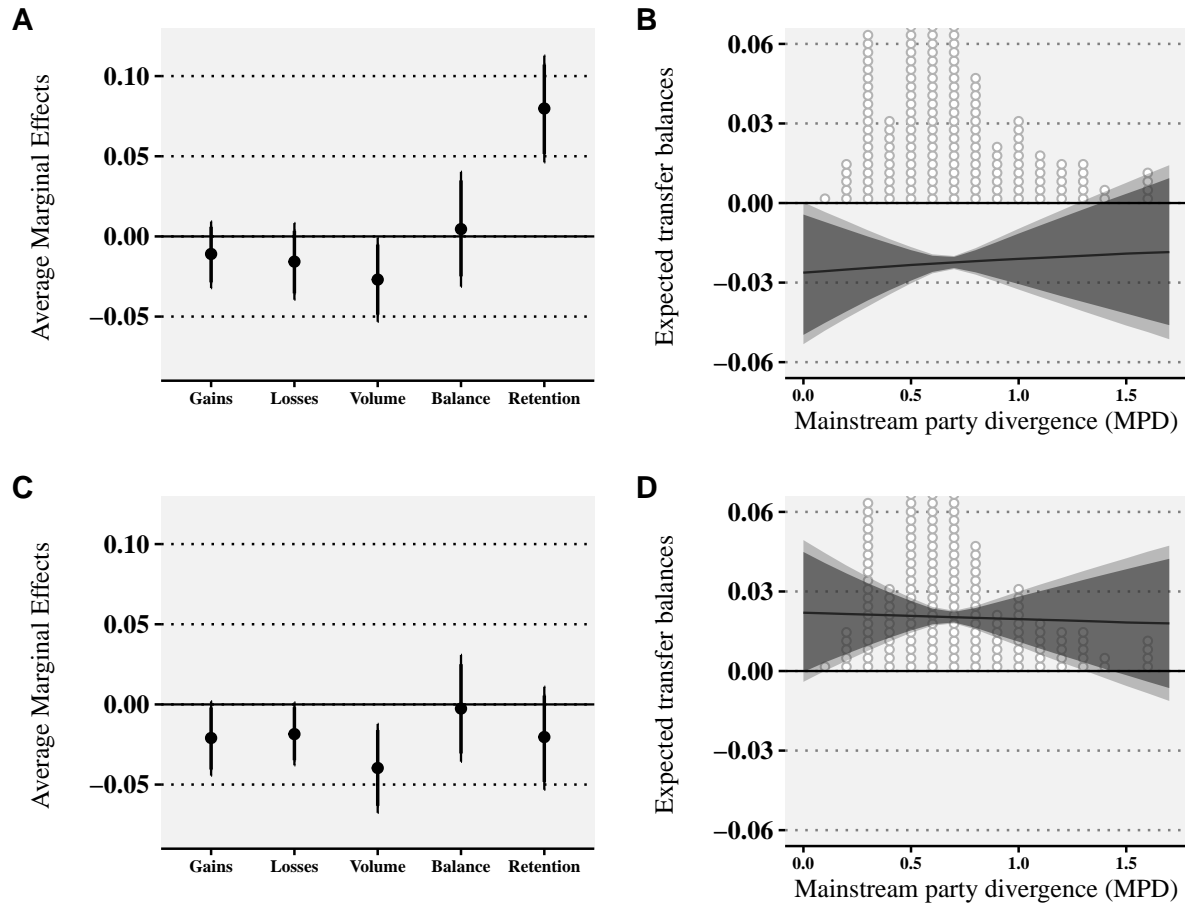 A
Average Marginal Effects
0.10
0.05
0.00
−0.05
Gains Losses Volume Balance Retention
B
Expected transfer balances
0.06
0.03
0.00
−0.03
−0.06
0.0 0.5 1.0 1.5
Mainstream party divergence (MPD)
C
Average Marginal Effects
0.10
0.05
0.00
−0.05
Gains Losses Volume Balance Retention
D
Expected transfer balances
0.06
0.03
0.00
−0.03
−0.06
0.0 0.5 1.0 1.5
Mainstream party divergence (MPD)